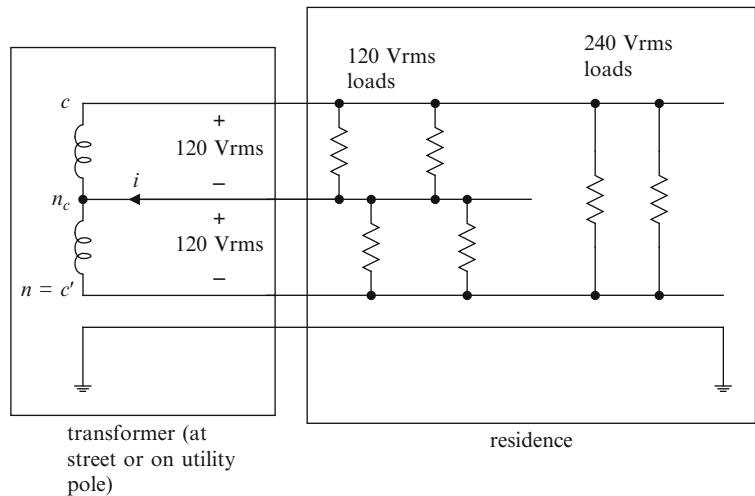 120 Vrms
loads
240 Vrms
loads
c
+
120 Vrms
−
n_c
i
+
120 Vrms
−
n = c'
transformer (at
street or on utility
pole)
residence